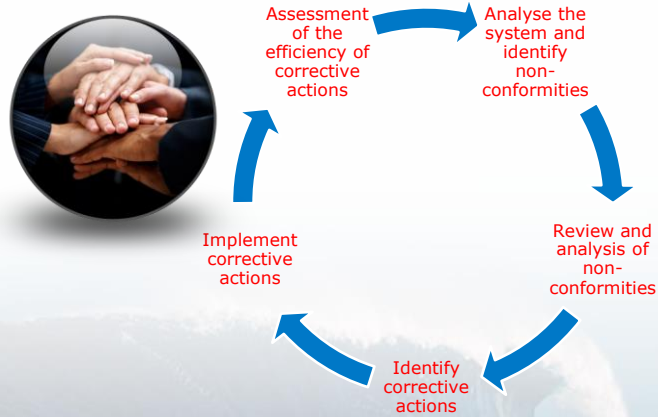 Assessment
of the
efficiency of
corrective
actions
Analyse the
system and
identify
non-
conformities
Review and
analysis of
non-
conformities
Identify
corrective
actions
Implement
corrective
actions